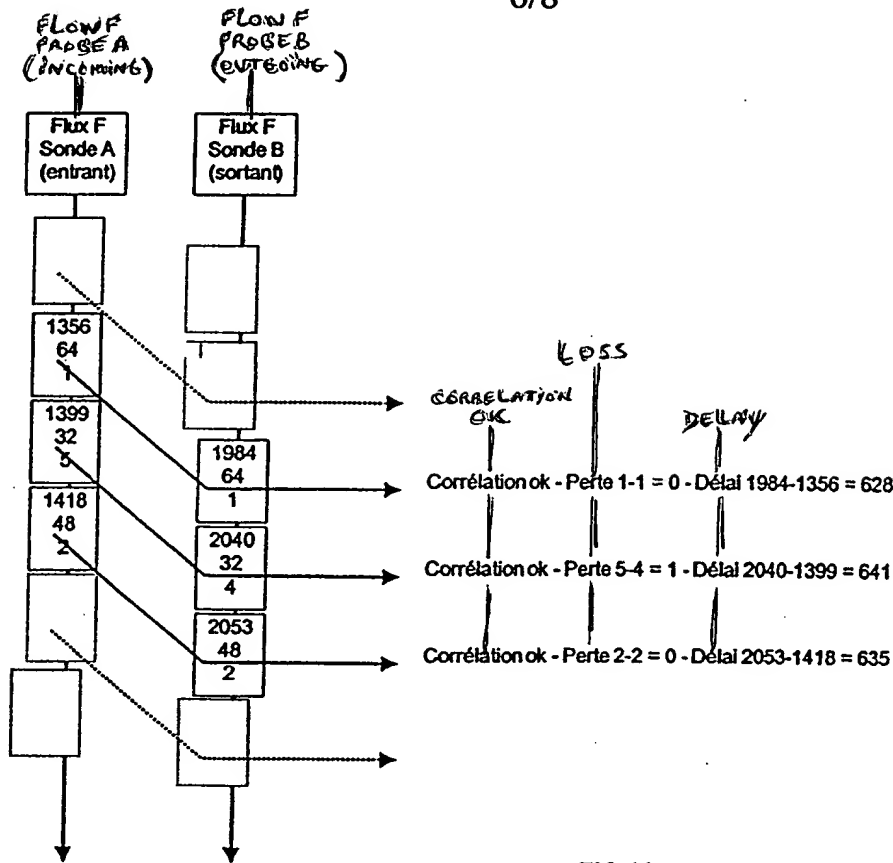 6/8
FLOW F
PROBE A
(INCOMING)
FLOW F
PROBE B
(OUTGOING)
Flux F
Sonde A
(entrant)
Flux F
Sonde B
(sortant)
1356
64
1
1399
32
5
1418
48
2
1984
64
1
2040
32
4
2053
48
2
LOSS
CORRELATION
OK
DELAY
Corrélation ok - Perte 1-1 = 0 - Délai 1984-1356 = 628
Corrélation ok - Perte 5-4 = 1 - Délai 2040-1399 = 641
Corrélation ok - Perte 2-2 = 0 - Délai 2053-1418 = 635